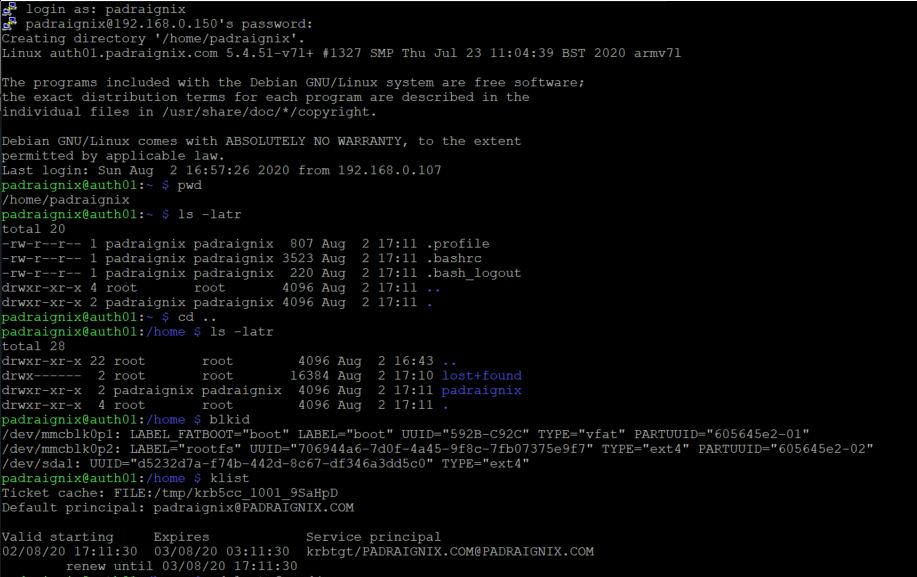 login as: padraignix
padraignix@192.168.0.150's password:
Creating directory '/home/padraignix'.
Linux auth01.padraignix.com 5.4.51-v7l+ #1327 SMP Thu Jul 23 11:04:39 BST 2020 armv7l

The programs included with the Debian GNU/Linux system are free software;
the exact distribution terms for each program are described in the
individual files in /usr/share/doc/*/copyright.

Debian GNU/Linux comes with ABSOLUTELY NO WARRANTY, to the extent
permitted by applicable law.
Last login: Sun Aug  2 16:57:26 2020 from 192.168.0.107
padraignix@auth01:~ $ pwd
/home/padraignix
padraignix@auth01:~ $ ls -latr
total 20
-rw-r--r-- 1 padraignix padraignix  807 Aug  2 17:11 .profile
-rw-r--r-- 1 padraignix padraignix 3523 Aug  2 17:11 .bashrc
-rw-r--r-- 1 padraignix padraignix  220 Aug  2 17:11 .bash_logout
drwxr-xr-x 4 root       root       4096 Aug  2 17:11 ..
drwxr-xr-x 2 padraignix padraignix 4096 Aug  2 17:11 .
padraignix@auth01:~ $ cd ..
padraignix@auth01:/home $ ls -latr
total 28
drwxr-xr-x 22 root       root        4096 Aug  2 16:43 ..
drwx------  2 root       root       16384 Aug  2 17:10 lost+found
drwxr-xr-x  2 padraignix padraignix  4096 Aug  2 17:11 padraignix
drwxr-xr-x  4 root       root        4096 Aug  2 17:11 .
padraignix@auth01:/home $ blkid
/dev/mmcblk0p1: LABEL_FATBOOT="boot" LABEL="boot" UUID="592B-C92C" TYPE="vfat" PARTUUID="605645e2-01"
/dev/mmcblk0p2: LABEL="rootfs" UUID="706944a6-7d0f-4a45-9f8c-7fb07375e9f7" TYPE="ext4" PARTUUID="605645e2-02"
/dev/sda1: UUID="d5232d7a-f74b-442d-8c67-df346a3dd5c0" TYPE="ext4"
padraignix@auth01:/home $ klist
Ticket cache: FILE:/tmp/krb5cc_1001_9SaHpD
Default principal: padraignix@PADRAIGNIX.COM

Valid starting     Expires            Service principal
02/08/20 17:11:30  03/08/20 03:11:30  krbtgt/PADRAIGNIX.COM@PADRAIGNIX.COM
        renew until 03/08/20 17:11:30